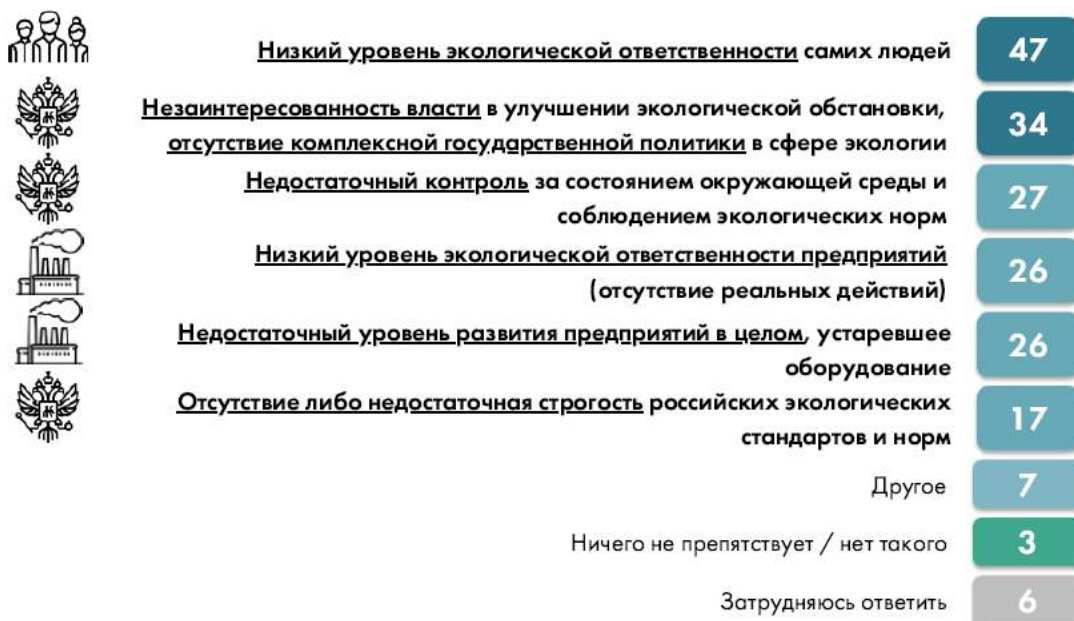 Низкий уровень экологической ответственности самих людей
47
Незаинтересованность власти в улучшении экологической обстановки,
отсутствие комплексной государственной политики в сфере экологии
34
Недостаточный контроль за состоянием окружающей среды и
соблюдением экологических норм
27
Низкий уровень экологической ответственности предприятий
(отсутствие реальных действий)
26
Недостаточный уровень развития предприятий в целом, устаревшее
оборудование
26
Отсутствие либо недостаточная строгость российских экологических
стандартов и норм
17
Другое
7
Ничего не препятствует / нет такого
3
Затрудняюсь ответить
6